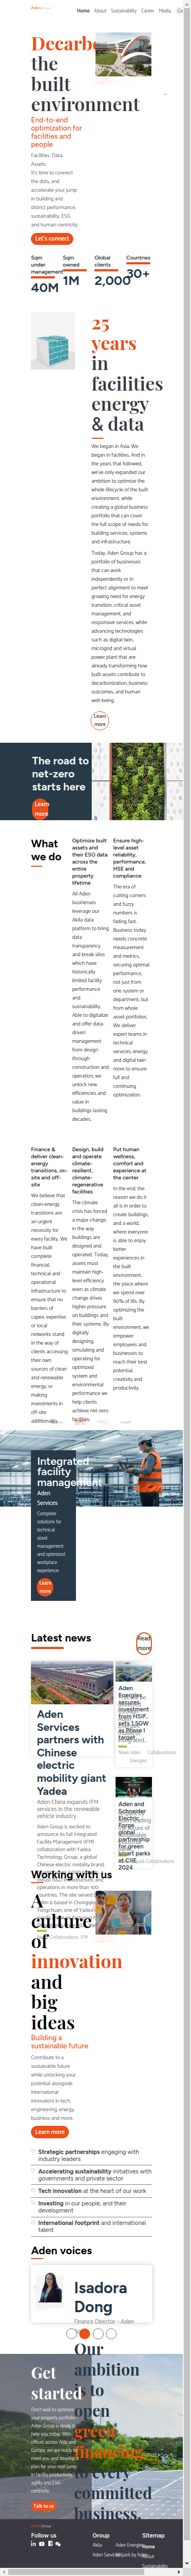 Home About Sustainability Career Media
Decarb
the
built
environment
End-to-end
optimization for
facilities and
people
Facilities. Data.
Assets.
It's time to connect
the dots, and
accelerate your jump
in building and
district performance,
sustainability, ESG
and human-centricity.
Let's connect
Sqm
under
management
40M
Sqm
owned
1M
Global
clients
2,000
Countries
30+
25
years
in
facilities
energy
& data
We began in Asia. We
began in facilities. And in
the years that followed,
we've only expanded our
ambition to optimize the
whole lifecycle of the built
environment, while
creating a global business
portfolio that can cover
the full scope of needs for
building services, systems
and infrastructure.
Today, Aden Group has a
portfolio of businesses
that can work
independently or in
perfect alignment to meet
growing need for energy
transition, critical asset
management, and
responsive services, while
advancing technologies
such as digital twin,
microgrid and virtual
power plant that are
already transforming how
built assets contribute to
decarbonization, business
outcomes, and human
well-being.
Learn
more
The road to
net-zero
starts here
Learn
more
What
we do
Optimize built
assets and
their ESG data
across the
entire
property
lifetime
All Aden
businesses
leverage our
Akila data
platform to bring
data
transparency
and break silos
which have
historically
limited facility
performance
and
sustainability.
Able to digitalize
and offer data-
driven
management
from design
through
construction and
operation, we
unlock new
efficiencies and
value in
buildings lasting
decades.
Ensure high-
level asset
reliability,
performance,
HSE and
compliance
The era of
cutting corners
and fuzzy
numbers is
fading fast.
Business today
needs concrete
measurement
and metrics,
securing optimal
performance,
not just from
one system or
department, but
from whole
asset portfolios.
We deliver
expert teams in
technical
services, energy
and digital twin
more to ensure
full and
continuing
optimization.
Finance &
deliver clean-
energy
transitions, on-
site and off-
site
We believe that
clean-energy
transitions are
an urgent
necessity for
every facility. We
have built
complete
financial,
technical and
operational
infrastructure to
ensure that no
barriers of
capex, expertise
or local
networks stand
in the way of
clients accessing
their own
sources of clean
and renewable
energy, or
making
investments in
off-site
additionality.
Design, build
and operate
climate-
resilient,
climate-
regenerative
facilities
The climate
crisis has forced
a major change
in the way
buildings are
designed and
operated. Today,
assets must
maintain high-
level efficiency
even as climate
change drives
higher pressure
on buildings and
their systems. By
digitally
designing,
simulating and
operating for
optimized
system and
environmental
performance we
help clients
achieve net-zero
facilities.
Put human
wellness,
comfort and
experience at
the center
In the end, the
reason we do it
all is in order to
create buildings,
and a world,
where everyone
is able to enjoy
better
experiences in
the built
environment,
the place where
we spend over
90% of life. By
optimizing the
built
environment, we
empower
employees and
businesses to
reach their best
potential,
creativity and
productivity.
Integrated
facility
management
Aden
Services
Complete
solutions for
technical
asset
management
and optimized
workplace
experience.
Learn
more
Latest news
Read
more
Aden
Services
partners with
Chinese
electric
mobility giant
Yadea
Aden China expands IFM
services in the renewable
vehicle industry.
Aden Group is excited to
announce its full Integrated
Facility Management (IFM)
collaboration with Yadea
Technology Group, a global
Chinese electric mobility brand,
Aden
Energies
secures
investment
from HSIF,
sets 1.5GW
as Phase I
target
News Aden Collaborations
Energies
Aden and
Schneider
Electric
Forge
global
partnership
for green
smart parks
at CIIE
2024
Collaborations
Working with us
A
culture
of
innovation
and
big
ideas
Building a
sustainable future
Contribute to a
sustainable future
while unlocking your
potential alongside
international
innovators in tech,
engineering, energy,
business and more.
Learn more
Strategic partnerships engaging with
industry leaders
Accelerating sustainability initiatives with
governments and private sector
Tech innovation at the heart of our work
Investing in our people, and their
development
International footprint and international
talent
Aden voices
Isadora
Dong
Finance Director – Aden
Our
ambition
is to
open
green
financing
to every
committed
business.
Get
started
Don't wait to optimize
your property portfolio.
Aden Group is ready to
help you today. With
offices across Asia and
Europe, we are ready to
meet you and develop
your plan for the next
jump in facility productivity,
agility and ESG-
centricity.
Talk to us
Follow us
Group
Akila
Aden Services
Aden Energies
NXpark by Aden
Sitemap
Home
About
Sustainability